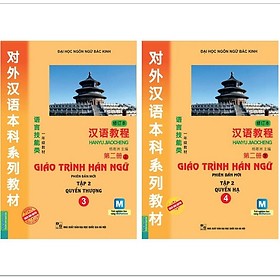 对外汉语本科系列教材
语言技能类
一年级教材
ĐẠI HỌC NGÔN NGỮ BẮC KINH
修订本
汉语教程
HANYU JIAOCHENG
第二册 上
GIÁO TRÌNH HÁN NGỮ
PHIÊN BẢN MỚI
TẬP 2
QUYỂN THƯỢNG
3
对外汉语本科系列教材
语言技能类
一年级教材
ĐẠI HỌC NGÔN NGỮ BẮC KINH
修订本
汉语教程
HANYU JIAOCHENG
第二册 下
GIÁO TRÌNH HÁN NGỮ
PHIÊN BẢN MỚI
TẬP 2
QUYỂN HẠ
4